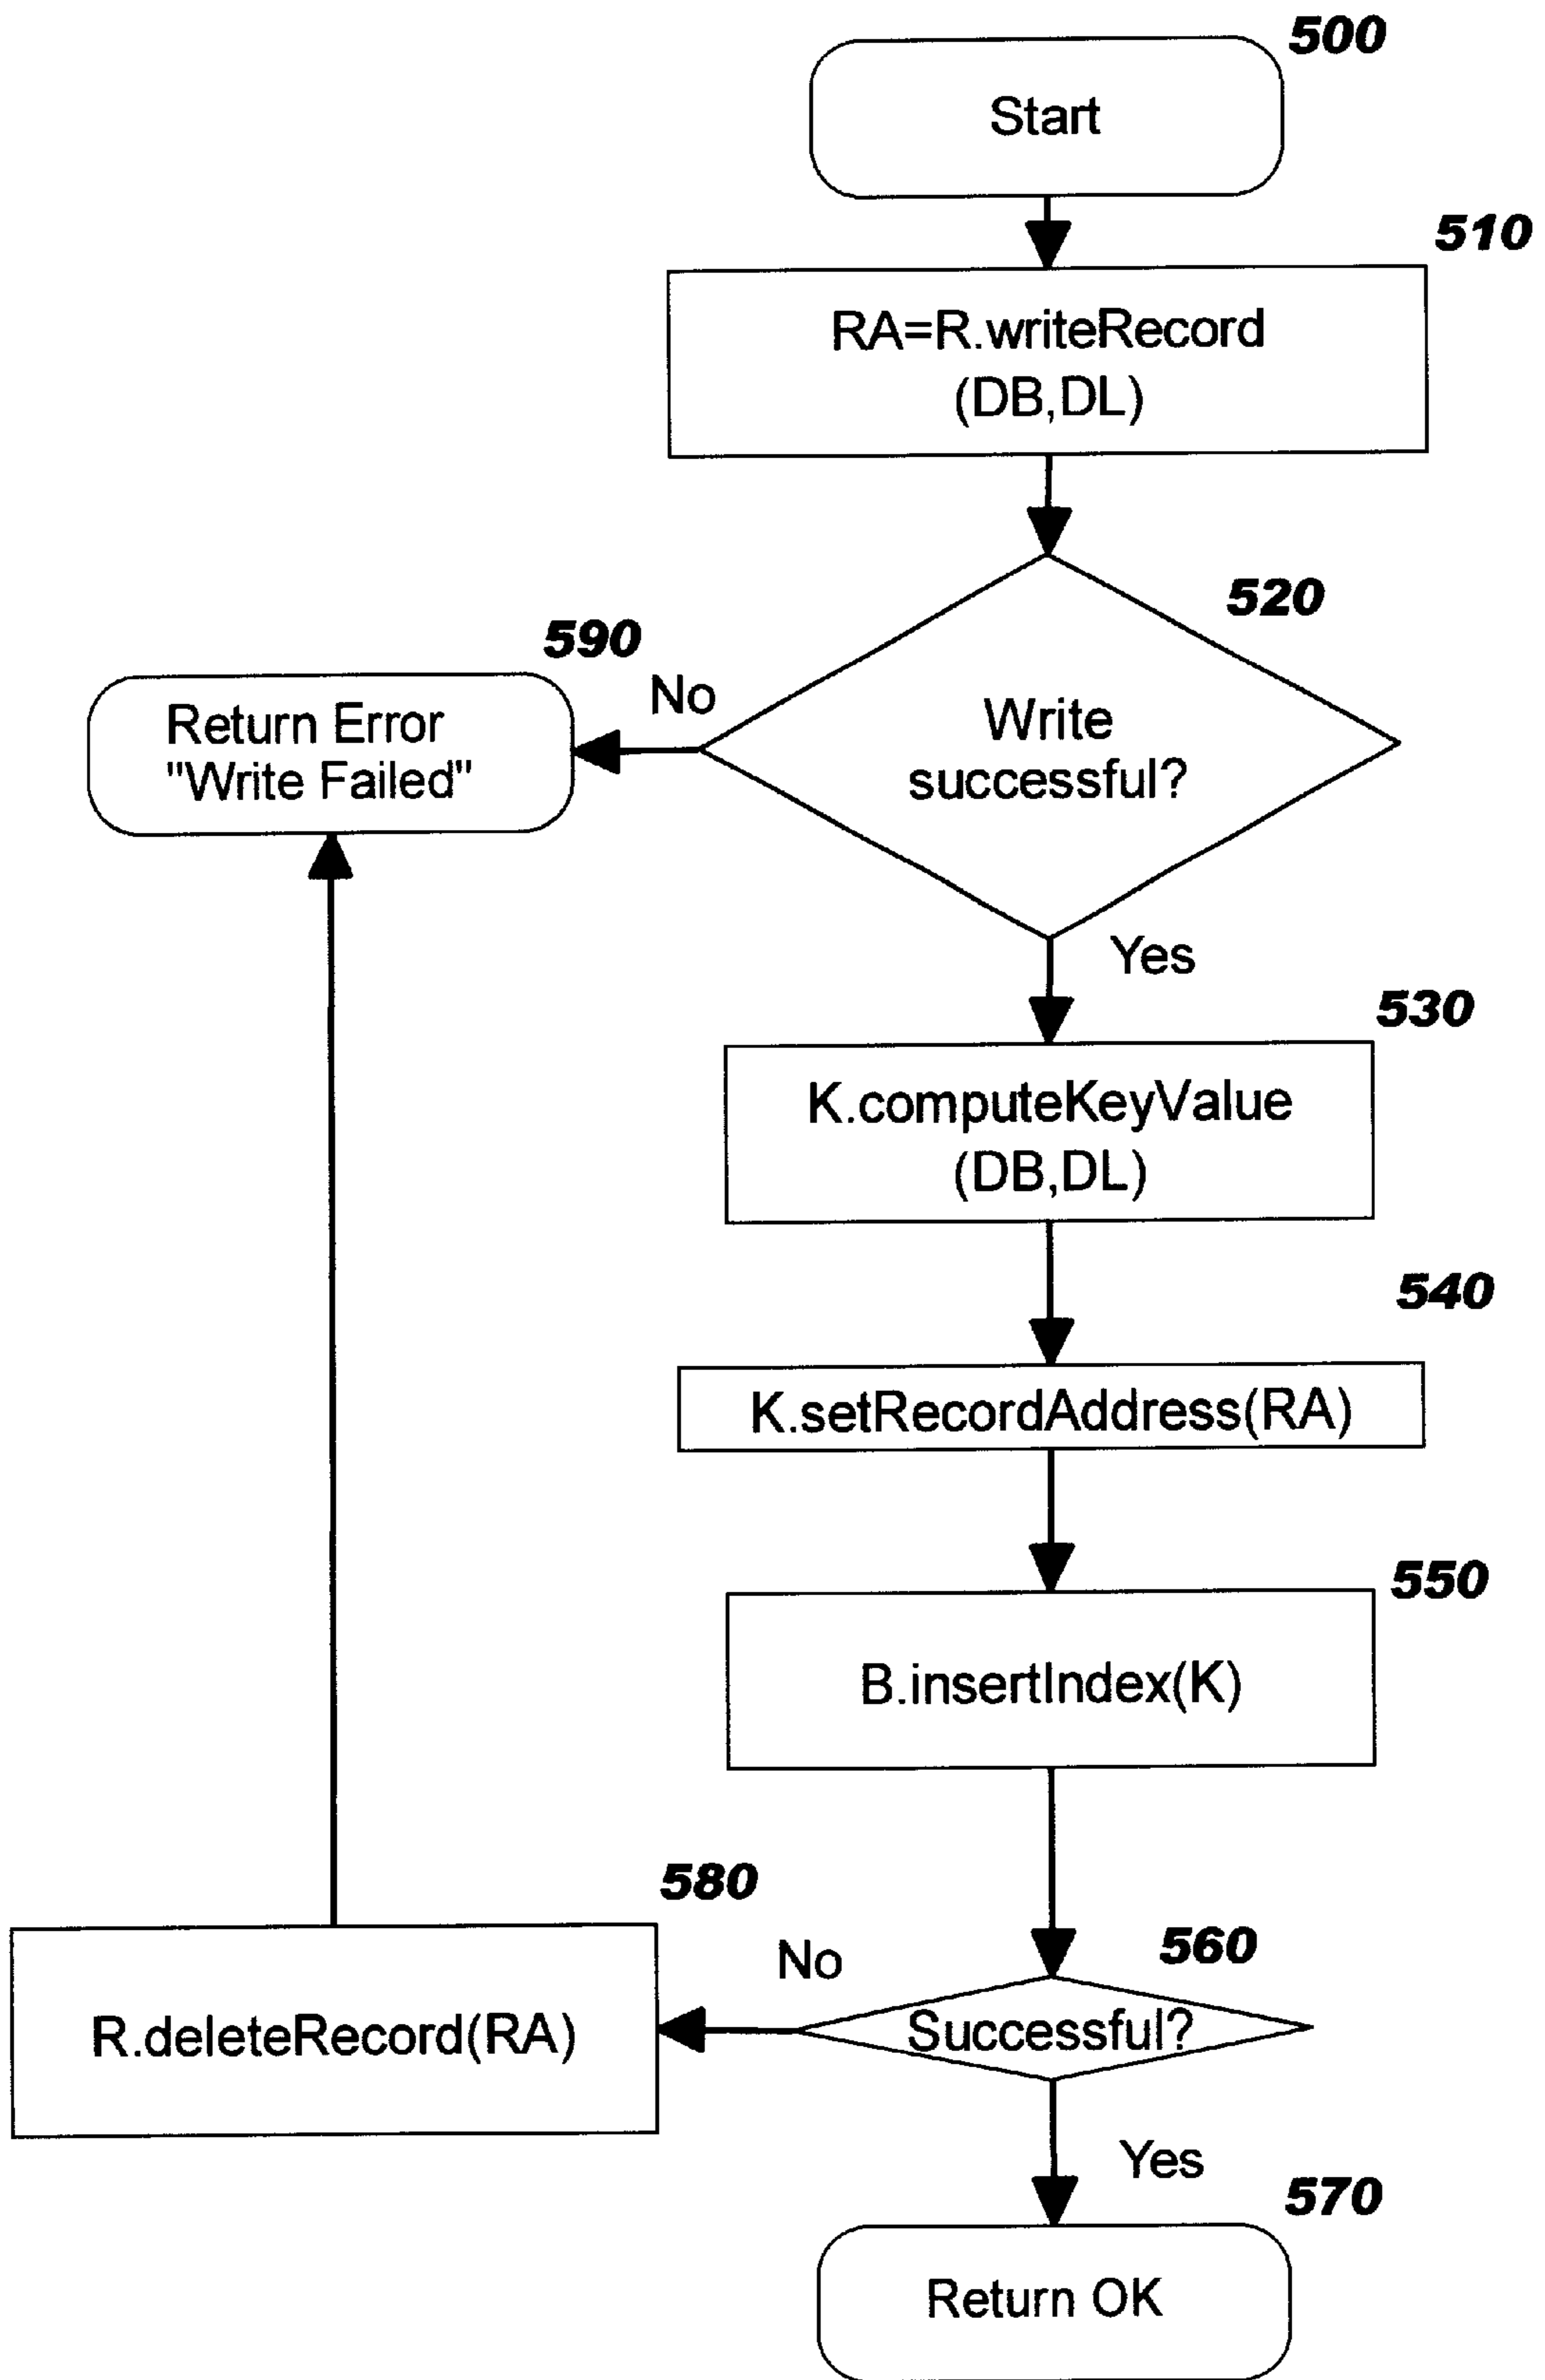 500
Start
510
RA=R.writeRecord
(DB,DL)
520
590
No
Return Error
"Write Failed"
Write
successful?
Yes
530
K.computeKeyValue
(DB,DL)
540
K.setRecordAddress(RA)
550
B.insertIndex(K)
580
560
No
R.deleteRecord(RA)
Successful?
Yes
570
Return OK